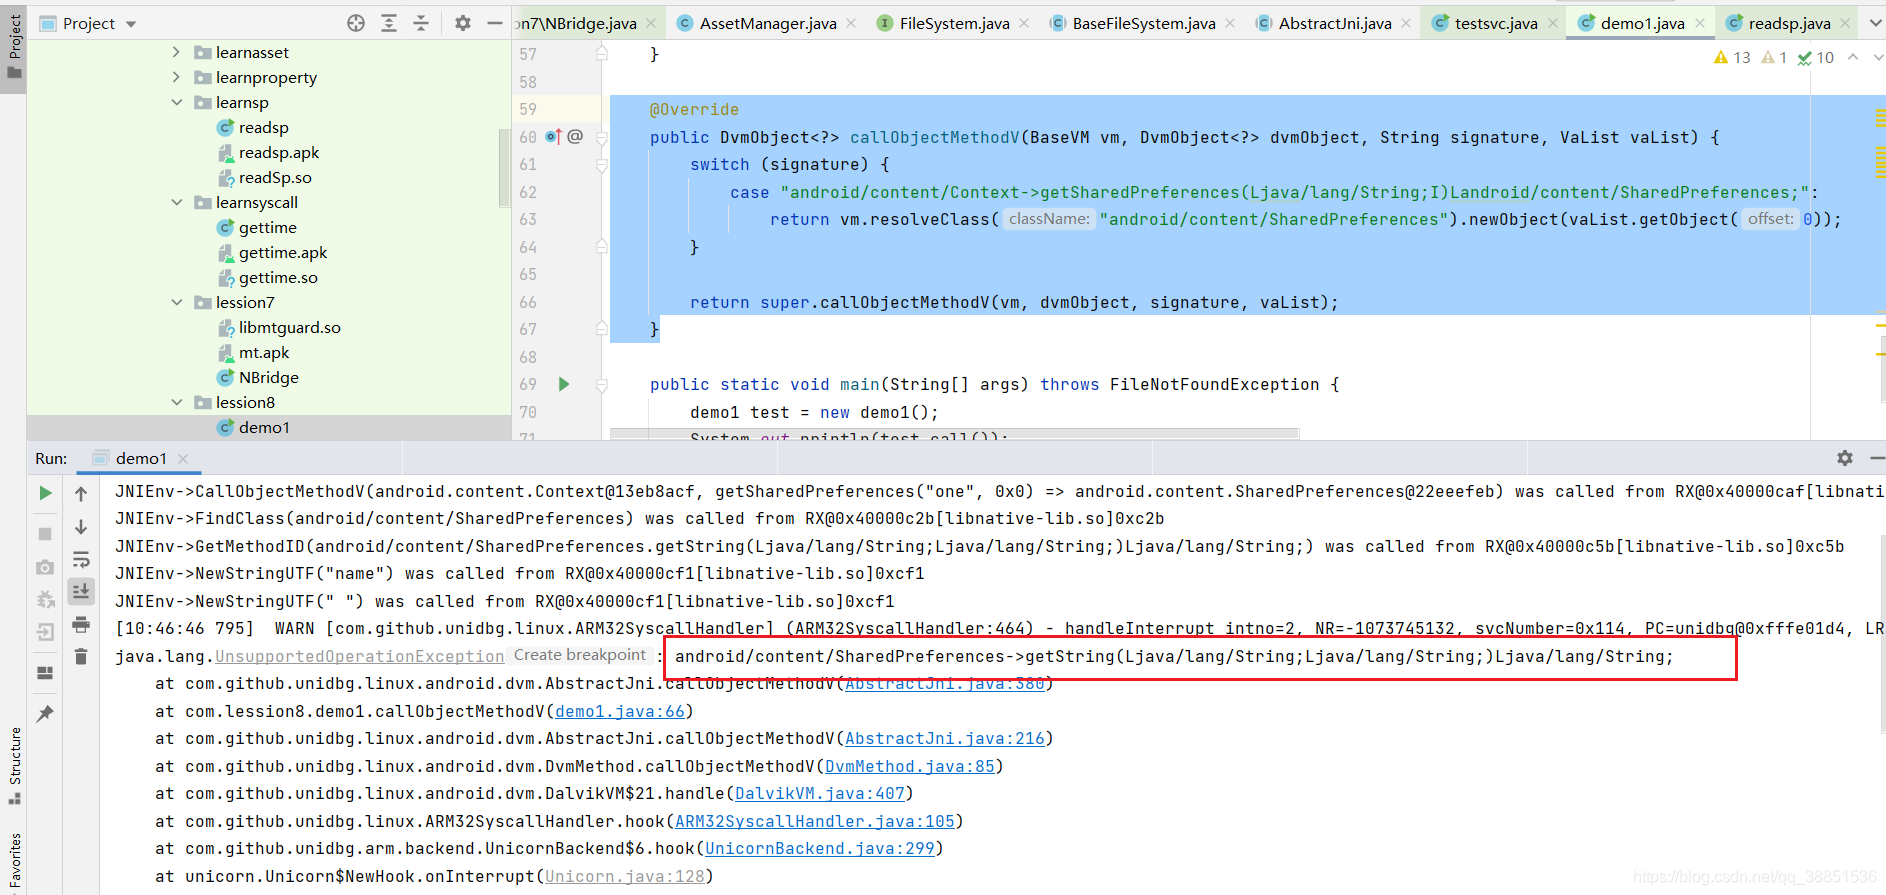 Project
Project
on7\NBridge.java
AssetManager.java
FileSystem.java
BaseFileSystem.java
AbstractJni.java
testsvc.java
demo1.java
readsp.java
learnasset
learnproperty
learnsp
readsp
readsp.apk
readSp.so
learnsyscall
gettime
gettime.apk
gettime.so
lession7
libmtguard.so
mt.apk
NBridge
lession8
demo1
13 1 10
57 }
58
59 @Override
60 @ public DvmObject<?> callObjectMethodV(BaseVM vm, DvmObject<?> dvmObject, String signature, VaList vaList) {
61 switch (signature) {
62 case "android/content/Context->getSharedPreferences(Ljava/lang/String;I)Landroid/content/SharedPreferences;":
63 return vm.resolveClass( className: "android/content/SharedPreferences").newObject(vaList.getObject( offset: 0));
64 }
65
66 return super.callObjectMethodV(vm, dvmObject, signature, vaList);
67 }
68
69 public static void main(String[] args) throws FileNotFoundException {
70 demo1 test = new demo1();
71 System.out.println(test.call());
Run: demo1
JNIEnv->CallObjectMethodV(android.content.Context@13eb8acf, getSharedPreferences("one", 0x0) => android.content.SharedPreferences@22eeefeb) was called from RX@0x40000caf[libnati
JNIEnv->FindClass(android/content/SharedPreferences) was called from RX@0x40000c2b[libnative-lib.so]0xc2b
JNIEnv->GetMethodID(android/content/SharedPreferences.getString(Ljava/lang/String;Ljava/lang/String;)Ljava/lang/String;) was called from RX@0x40000c5b[libnative-lib.so]0xc5b
JNIEnv->NewStringUTF("name") was called from RX@0x40000cf1[libnative-lib.so]0xcf1
JNIEnv->NewStringUTF(" ") was called from RX@0x40000cf1[libnative-lib.so]0xcf1
[10:46:46 795]  WARN [com.github.unidbg.linux.ARM32SyscallHandler] (ARM32SyscallHandler:464) - handleInterrupt intno=2, NR=-1073745132, svcNumber=0x114, PC=unidbg@0xfffe01d4, LR
java.lang.UnsupportedOperationException Create breakpoint : android/content/SharedPreferences->getString(Ljava/lang/String;Ljava/lang/String;)Ljava/lang/String;
at com.github.unidbg.linux.android.dvm.AbstractJni.callObjectMethodV(AbstractJni.java:380)
at com.lession8.demo1.callObjectMethodV(demo1.java:66)
at com.github.unidbg.linux.android.dvm.AbstractJni.callObjectMethodV(AbstractJni.java:216)
at com.github.unidbg.linux.android.dvm.DvmMethod.callObjectMethodV(DvmMethod.java:85)
at com.github.unidbg.linux.android.dvm.DalvikVM$21.handle(DalvikVM.java:407)
at com.github.unidbg.linux.ARM32SyscallHandler.hook(ARM32SyscallHandler.java:105)
at com.github.unidbg.arm.backend.UnicornBackend$6.hook(UnicornBackend.java:299)
at unicorn.Unicorn$NewHook.onInterrupt(Unicorn.java:128)
Structure
Favorites
https://blog.csdn.net/qq_38851536